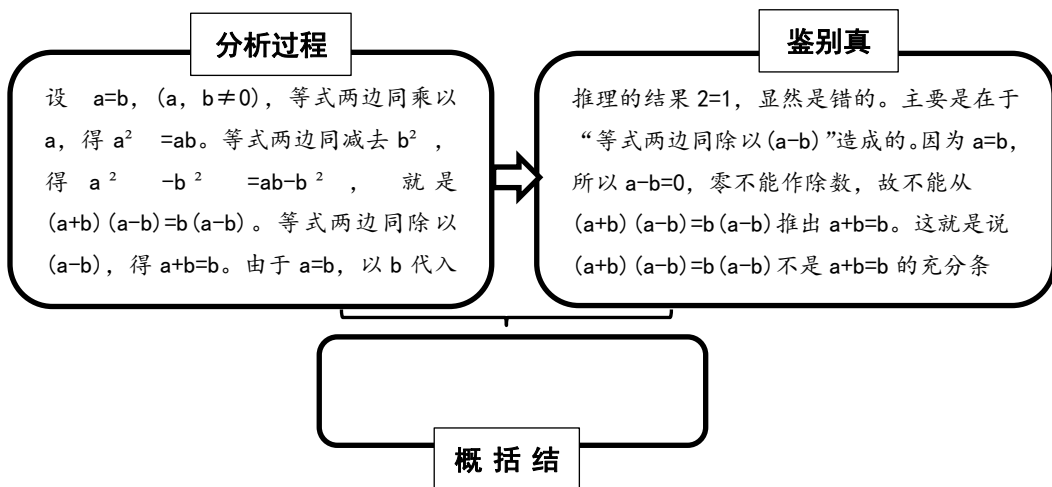 分析过程
设 a=b，(a，b≠0)，等式两边同乘以
a，得 a² =ab。等式两边同减去 b² ，
得 a² -b² =ab-b² ， 就是
(a+b)(a-b)=b(a-b)。等式两边同除以
(a-b)，得 a+b=b。由于 a=b，以 b 代入
鉴别真
推理的结果 2=1，显然是错的。主要是在于
“等式两边同除以(a-b)”造成的。因为 a=b，
所以 a-b=0，零不能作除数，故不能从
(a+b)(a-b)=b(a-b)推出 a+b=b。这就是说
(a+b)(a-b)=b(a-b)不是 a+b=b 的充分条
概 括 结